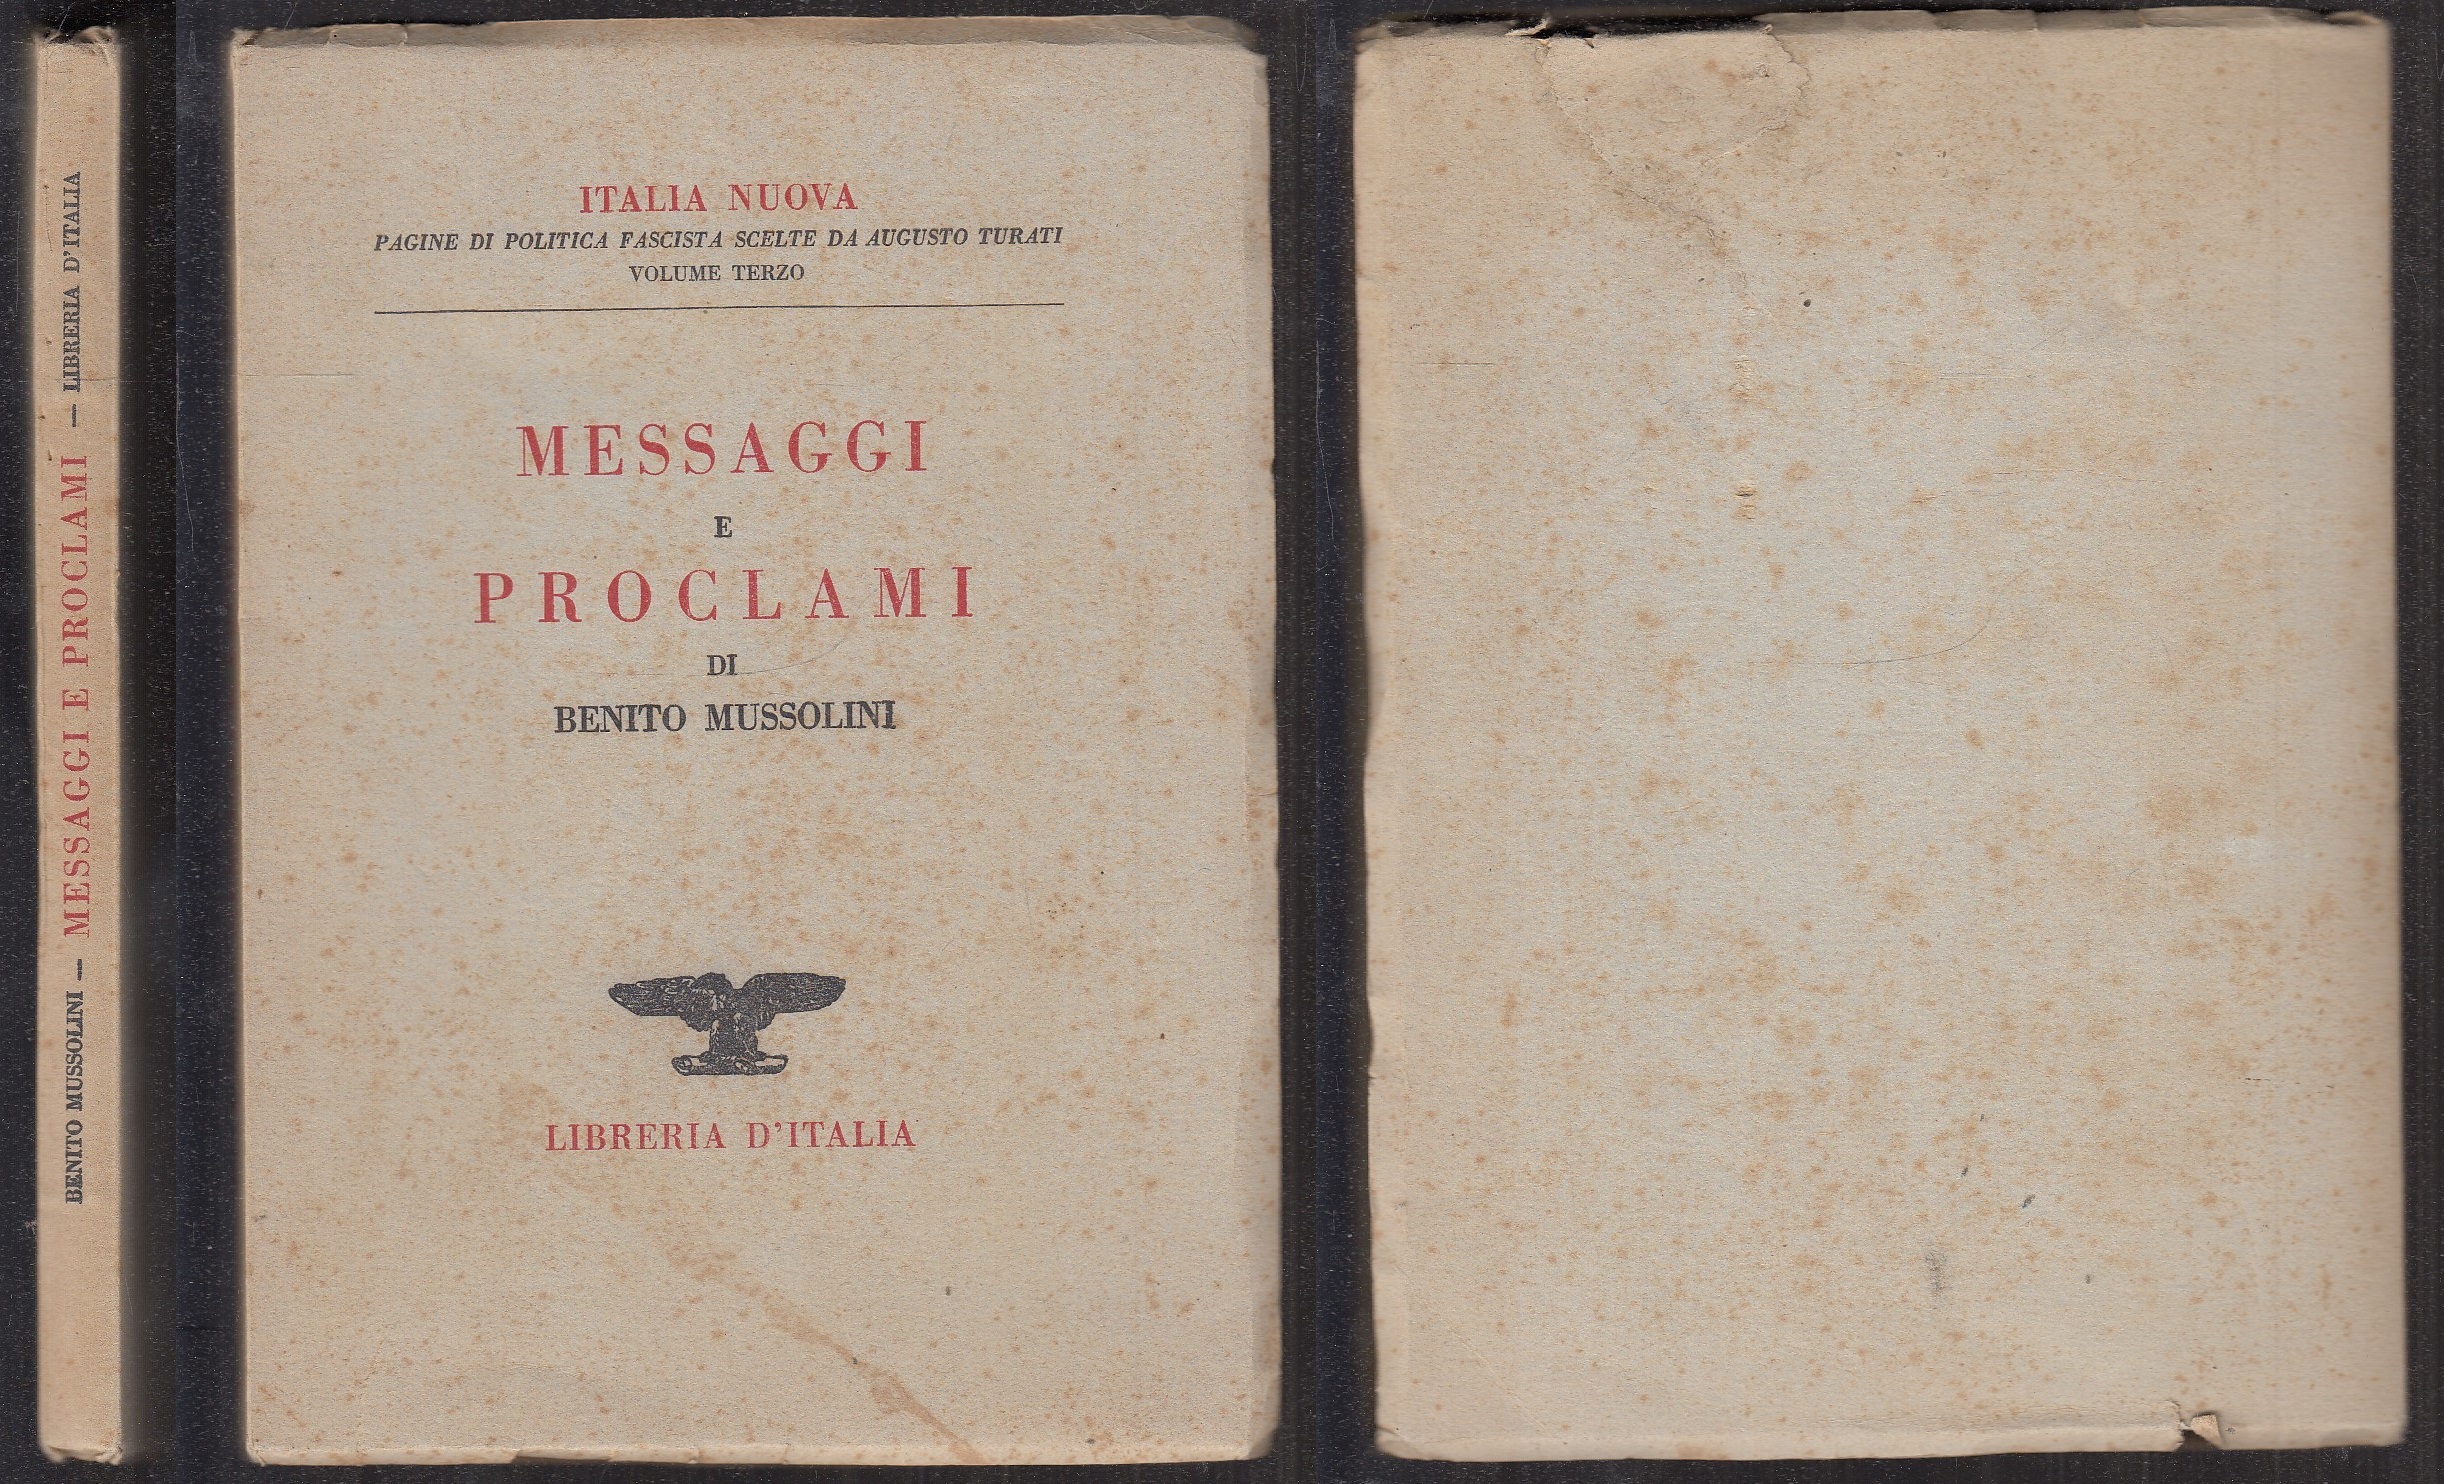 BENITO MUSSOLINI — MESSAGGI E PROCLAMI — LIBRERIA D'ITALIA
ITALIA NUOVA
PAGINE DI POLITICA FASCISTA SCELTE DA AUGUSTO TURATI
VOLUME TERZO
MESSAGGI
E
PROCLAMI
DI
BENITO MUSSOLINI
LIBRERIA D'ITALIA